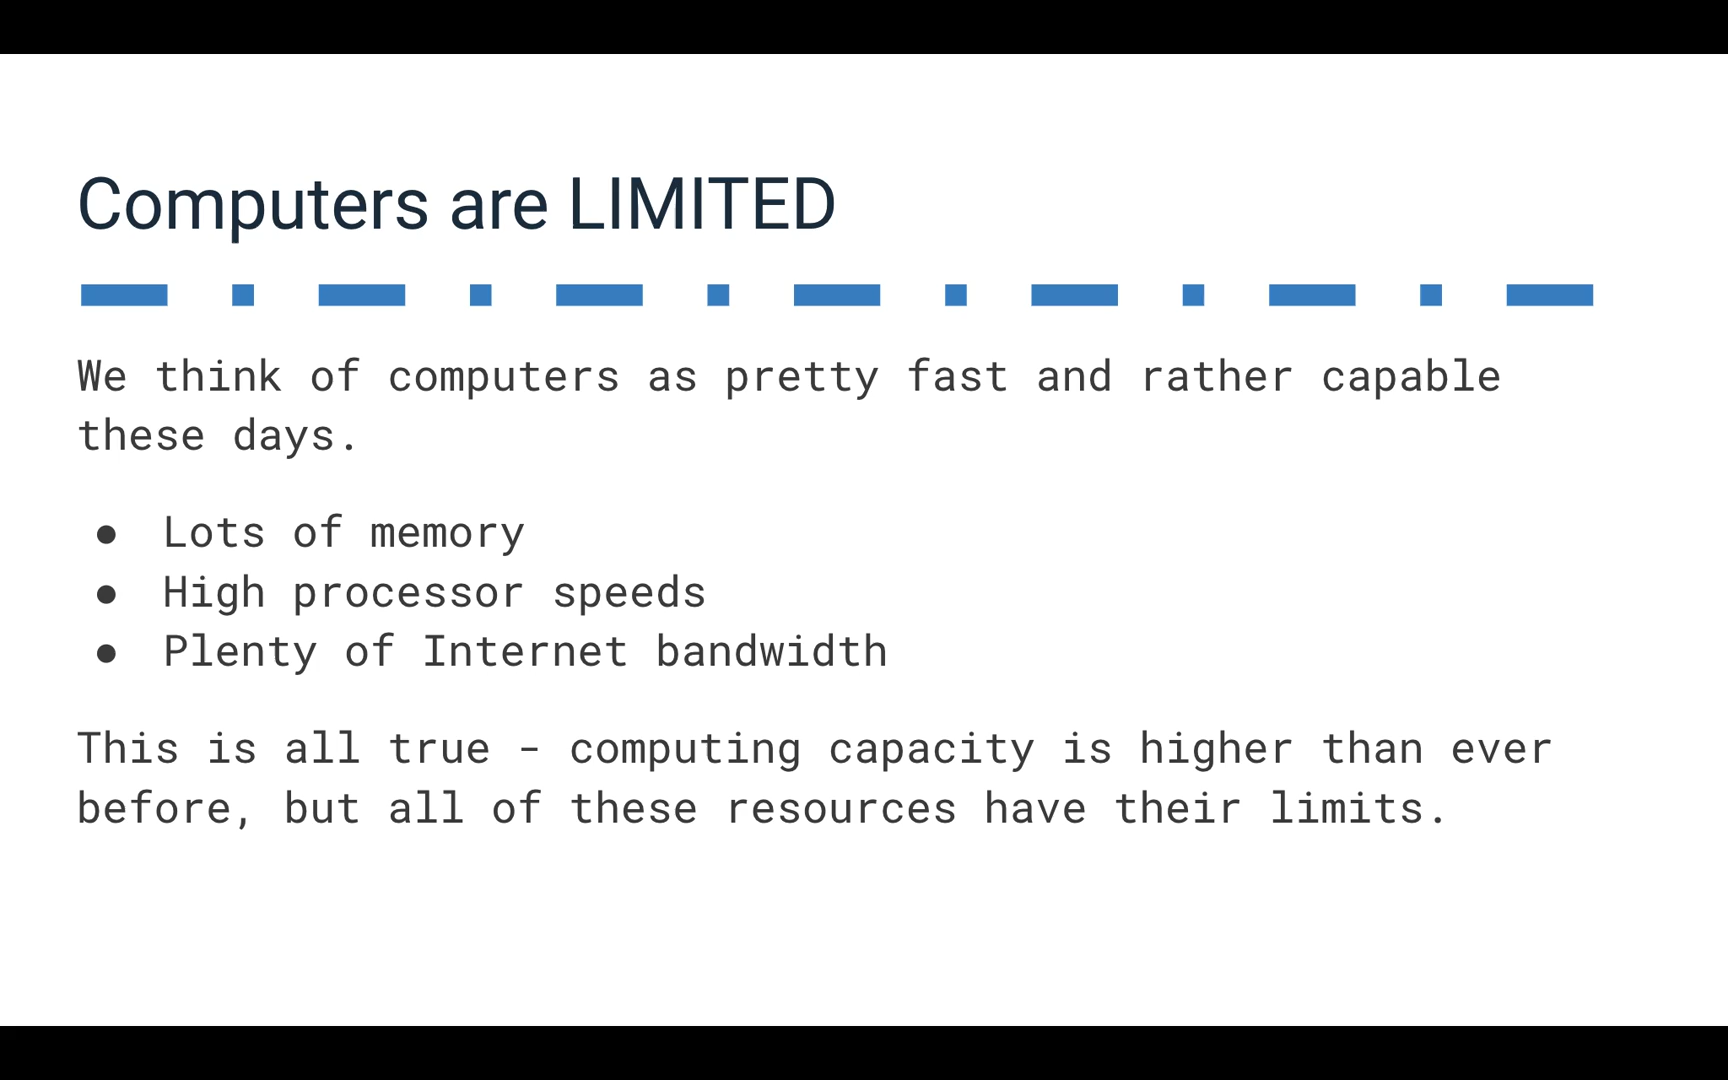 Computers are LIMITED
We think of computers as pretty fast and rather capable
these days.
● Lots of memory
● High processor speeds
● Plenty of Internet bandwidth
This is all true - computing capacity is higher than ever
before, but all of these resources have their limits.